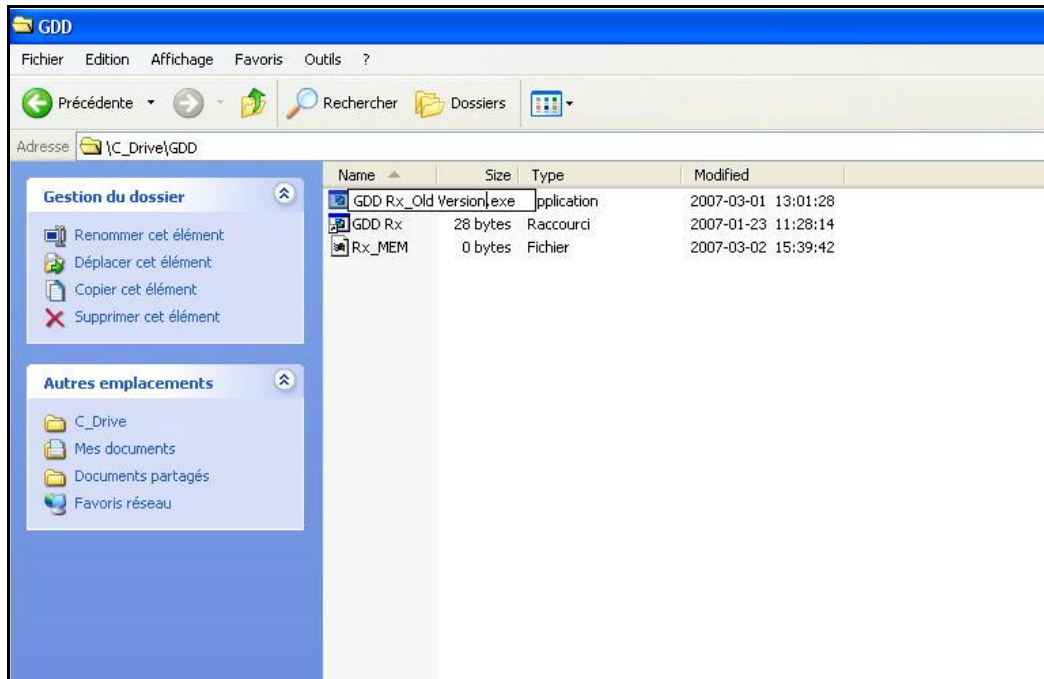 GDD
Fichier Edition Affichage Favoris Outils ?
Précédente Rechercher Dossiers
Adresse \C_Drive\GDD
Gestion du dossier
Renommer cet élément
Déplacer cet élément
Copier cet élément
Supprimer cet élément
Autres emplacements
C_Drive
Mes documents
Documents partagés
Favoris réseau
Name Size Type Modified
GDD Rx_Old Version.exe pplication 2007-03-01 13:01:28
GDD Rx 28 bytes Raccourci 2007-01-23 11:28:14
Rx_MEM 0 bytes Fichier 2007-03-02 15:39:42